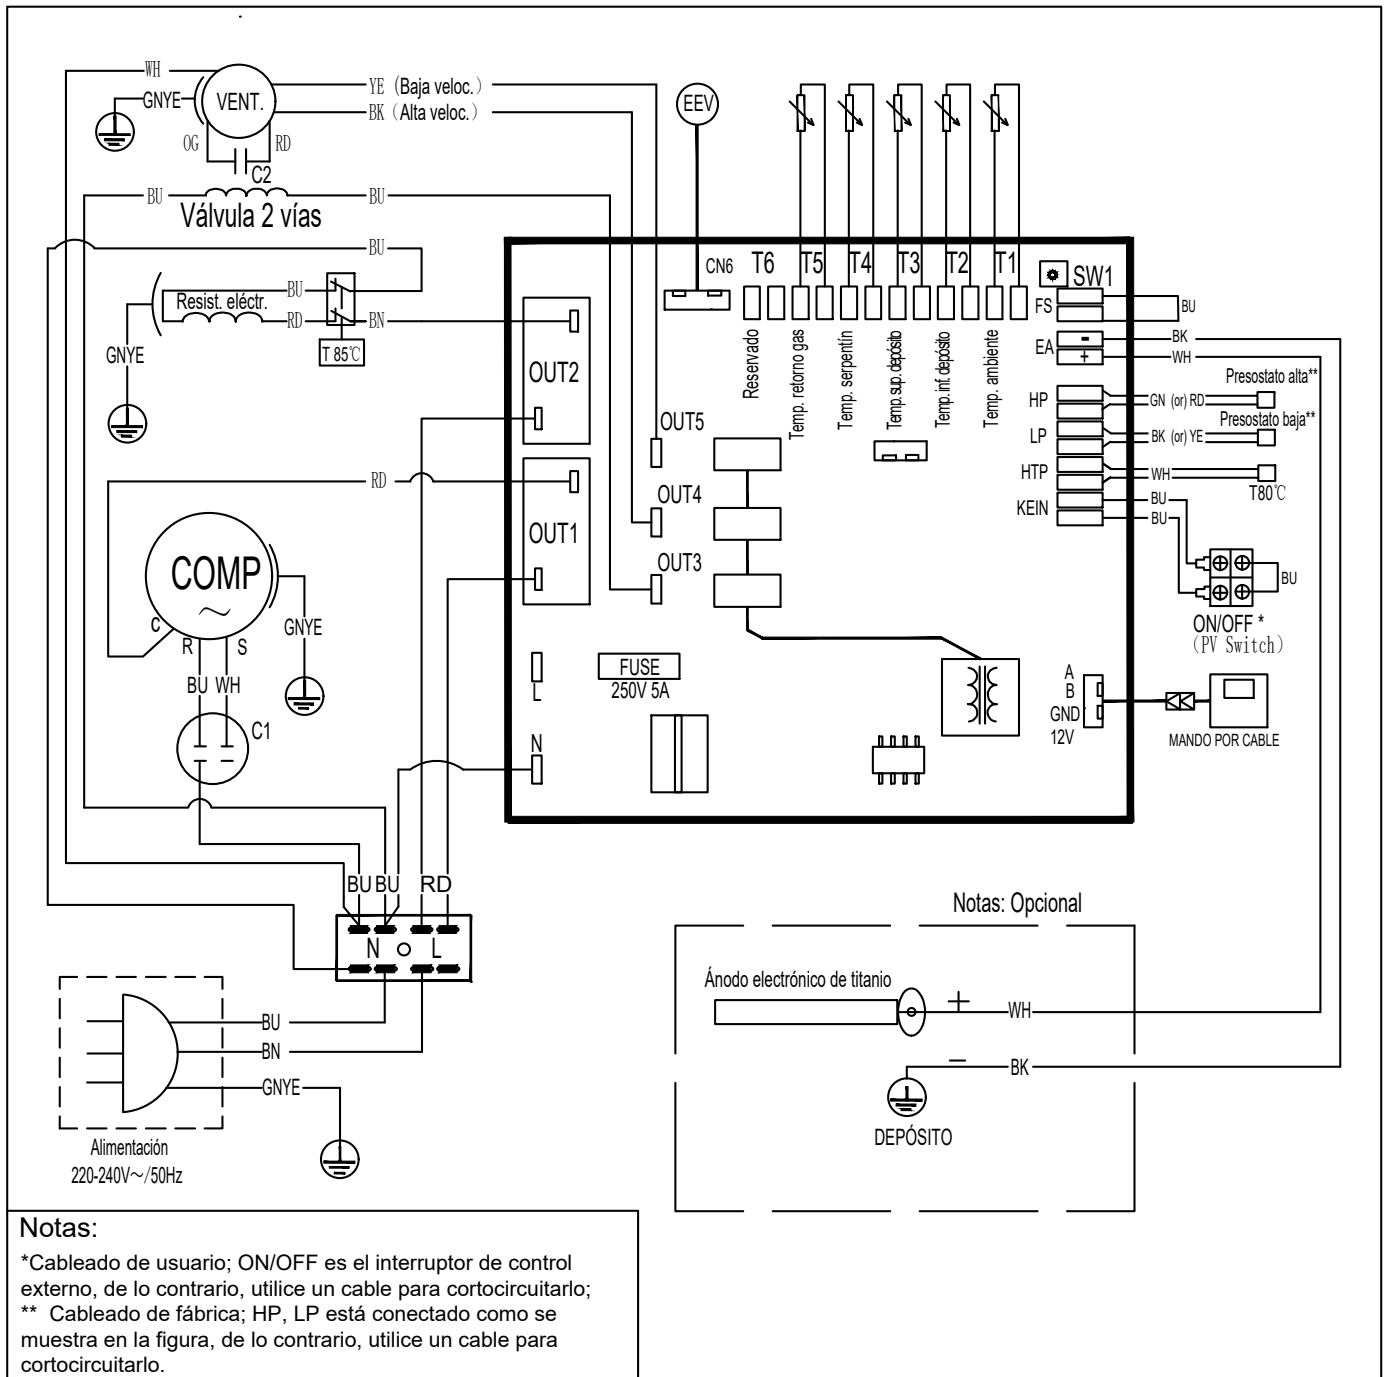 WH
GNYE
VENT.
YE (Baja veloc.)
BK (Alta veloc.)
OG
RD
C2
BU
BU
Válvula 2 vías
BU
BU
Resist. eléctr.
RD
BN
GNYE
T 85℃
EEV
CN6
T6
T5
T4
T3
T2
T1
SW1
Reservado
Temp. retorno gas
Temp. serpentín
Temp. sup. depósito
Temp. inf. depósito
Temp. ambiente
FS
BU
EA
-
+
BK
WH
Presostato alta**
HP
GN (or) RD
Presostato baja**
LP
BK (or) YE
HTP
WH
T80℃
KEIN
BU
BU
BU
ON/OFF *
(PV Switch)
OUT2
OUT1
OUT5
OUT4
OUT3
RD
COMP
~
C
R
S
GNYE
BU
WH
C1
L
N
FUSE
250V 5A
A
B
GND
12V
MANDO POR CABLE
BU
BU
RD
N
L
BU
BN
GNYE
Alimentación
220-240V~/50Hz
Notas: Opcional
Ánodo electrónico de titanio
+
WH
-
BK
DEPÓSITO
Notas:
*Cableado de usuario; ON/OFF es el interruptor de control
externo, de lo contrario, utilice un cable para cortocircuitarlo;
** Cableado de fábrica; HP, LP está conectado como se
muestra en la figura, de lo contrario, utilice un cable para
cortocircuitarlo.